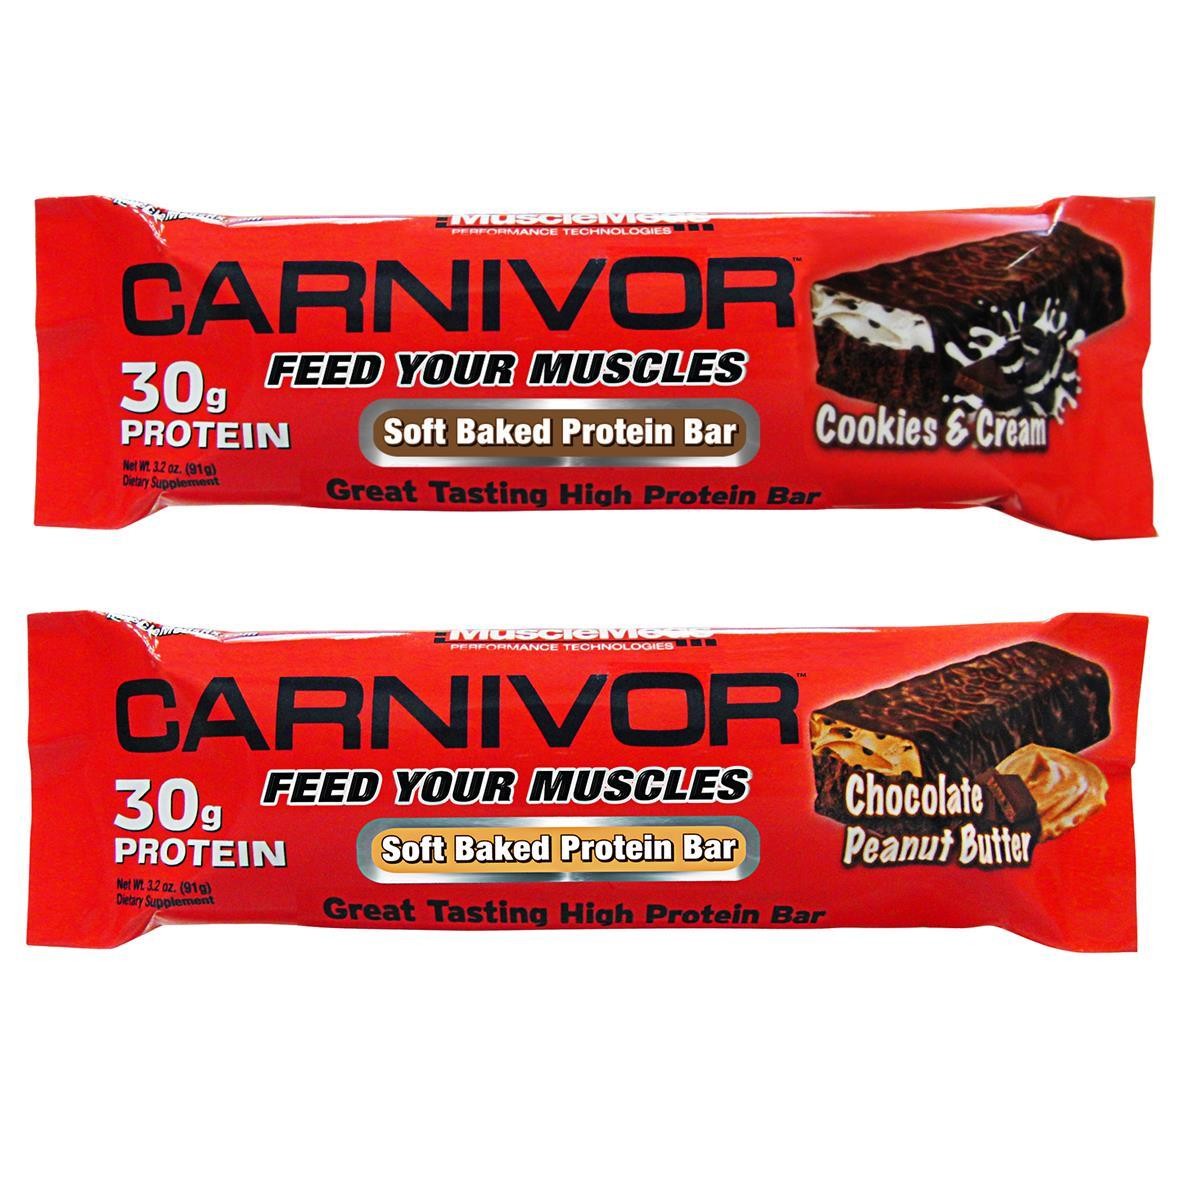 MuscleMeds
PERFORMANCE TECHNOLOGIES
CARNIVOR™
FEED YOUR MUSCLES
30g
PROTEIN
Soft Baked Protein Bar
Cookies & Cream
Net Wt. 3.2 oz. (91g)
Dietary Supplement
Great Tasting High Protein Bar
MuscleMeds
PERFORMANCE TECHNOLOGIES
CARNIVOR™
FEED YOUR MUSCLES
30g
PROTEIN
Soft Baked Protein Bar
Chocolate
Peanut Butter
Net Wt. 3.2 oz. (91g)
Dietary Supplement
Great Tasting High Protein Bar